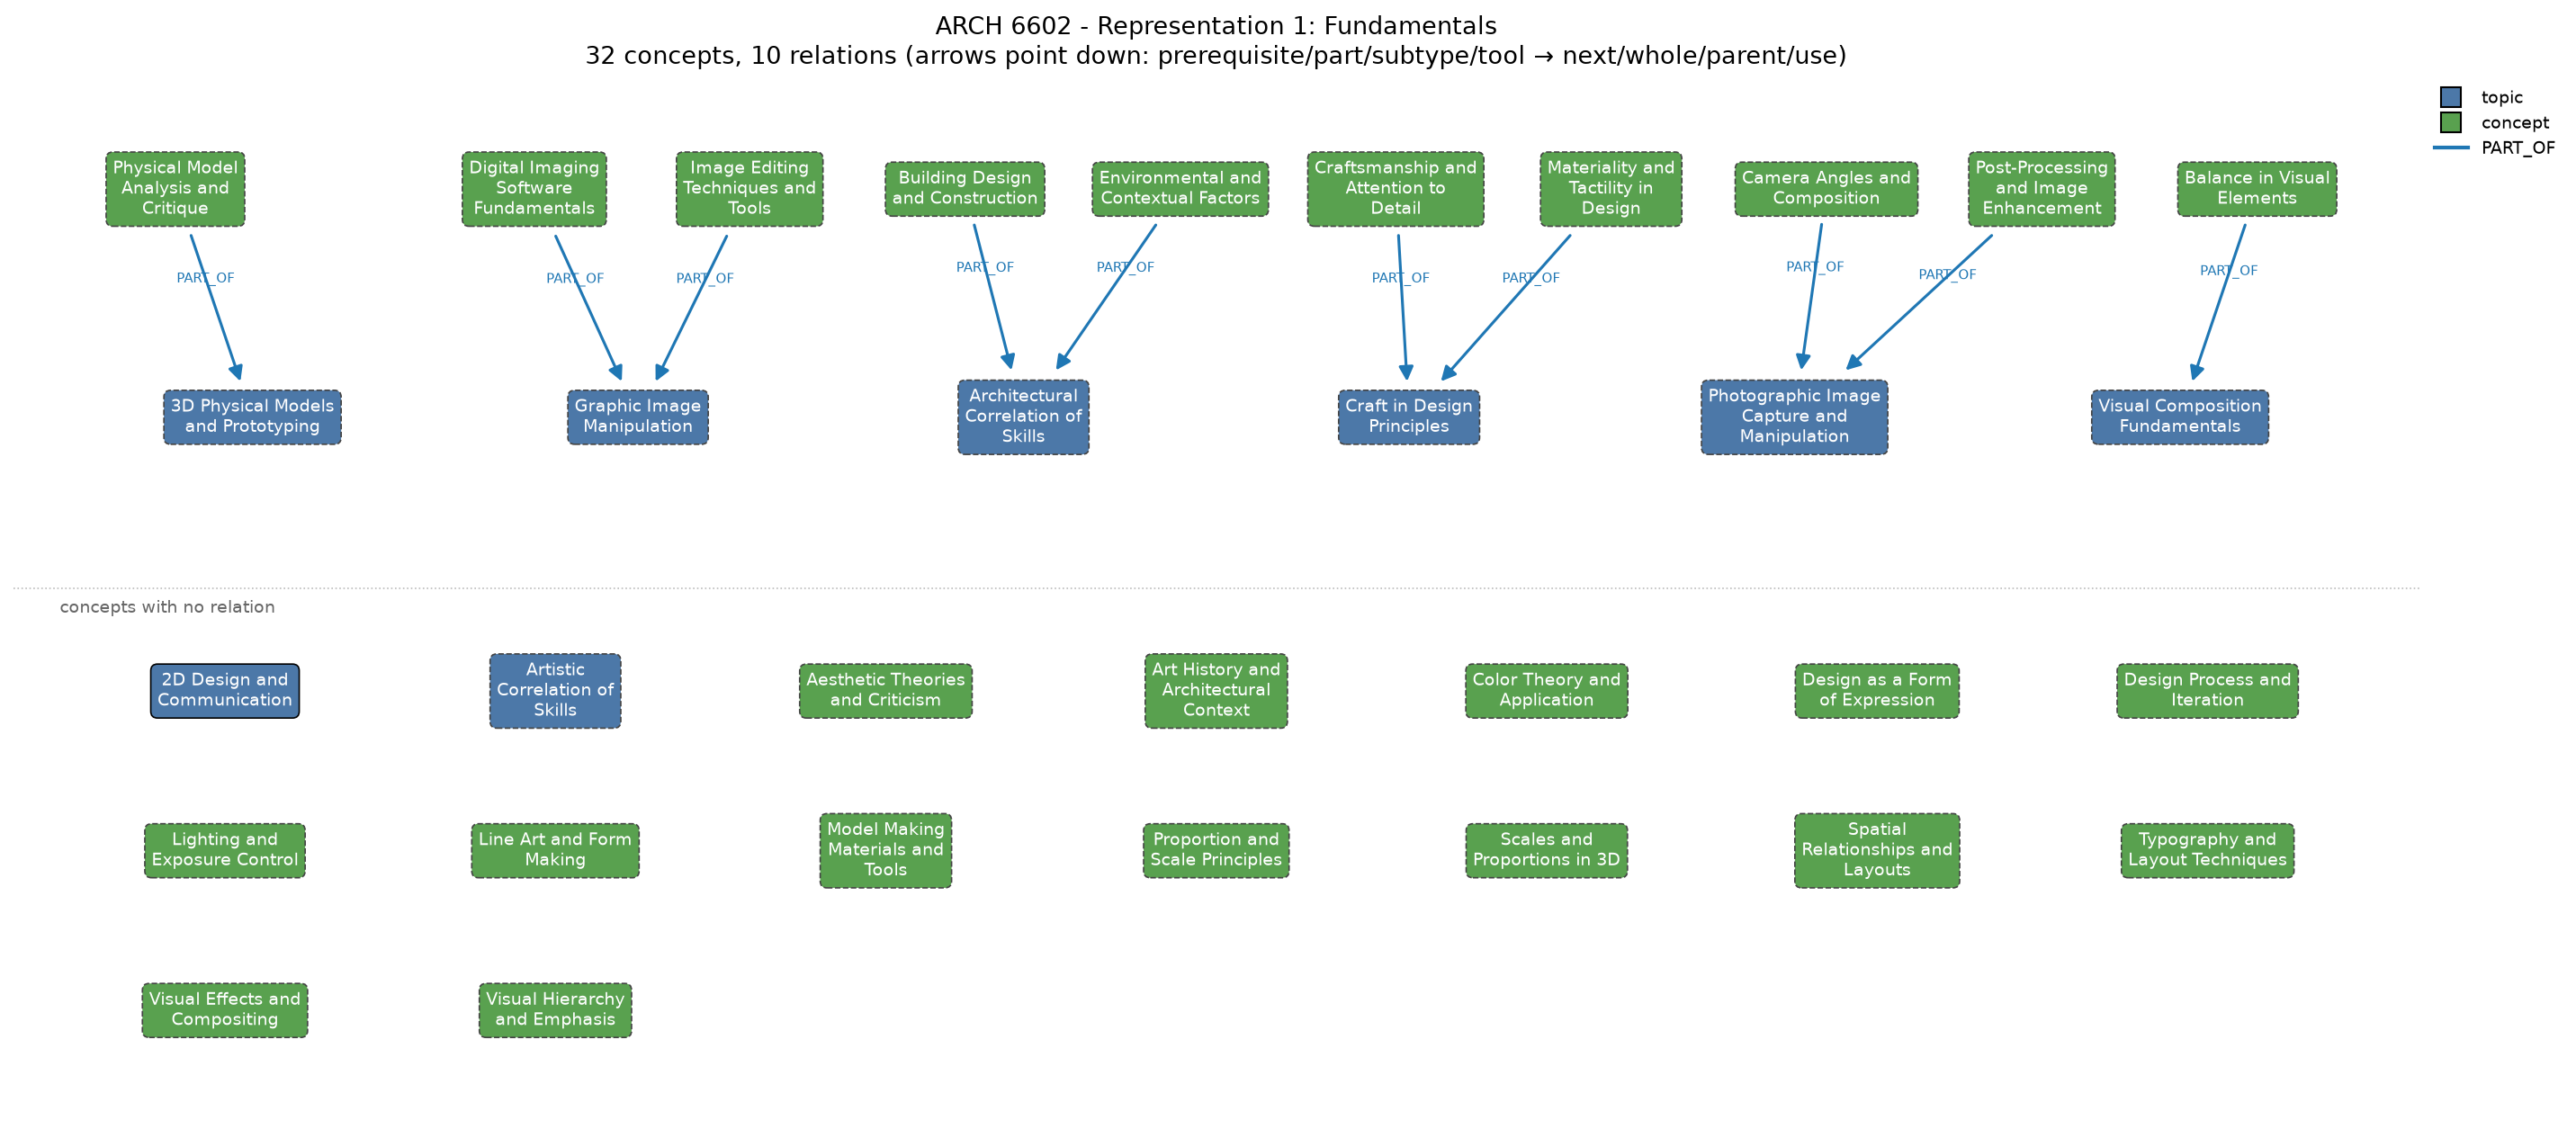 ARCH 6602 - Representation 1: Fundamentals
32 concepts, 10 relations (arrows point down: prerequisite/part/subtype/tool → next/whole/parent/use)
topic
concept
PART_OF
Physical Model
Analysis and
Critique
Digital Imaging
Software
Fundamentals
Image Editing
Techniques and
Tools
Building Design
and Construction
Environmental and
Contextual Factors
Craftsmanship and
Attention to
Detail
Materiality and
Tactility in
Design
Camera Angles and
Composition
Post-Processing
and Image
Enhancement
Balance in Visual
Elements
PART_OF
PART_OF
PART_OF
PART_OF
PART_OF
PART_OF
PART_OF
PART_OF
PART_OF
PART_OF
3D Physical Models
and Prototyping
Graphic Image
Manipulation
Architectural
Correlation of
Skills
Craft in Design
Principles
Photographic Image
Capture and
Manipulation
Visual Composition
Fundamentals
concepts with no relation
2D Design and
Communication
Artistic
Correlation of
Skills
Aesthetic Theories
and Criticism
Art History and
Architectural
Context
Color Theory and
Application
Design as a Form
of Expression
Design Process and
Iteration
Lighting and
Exposure Control
Line Art and Form
Making
Model Making
Materials and
Tools
Proportion and
Scale Principles
Scales and
Proportions in 3D
Spatial
Relationships and
Layouts
Typography and
Layout Techniques
Visual Effects and
Compositing
Visual Hierarchy
and Emphasis